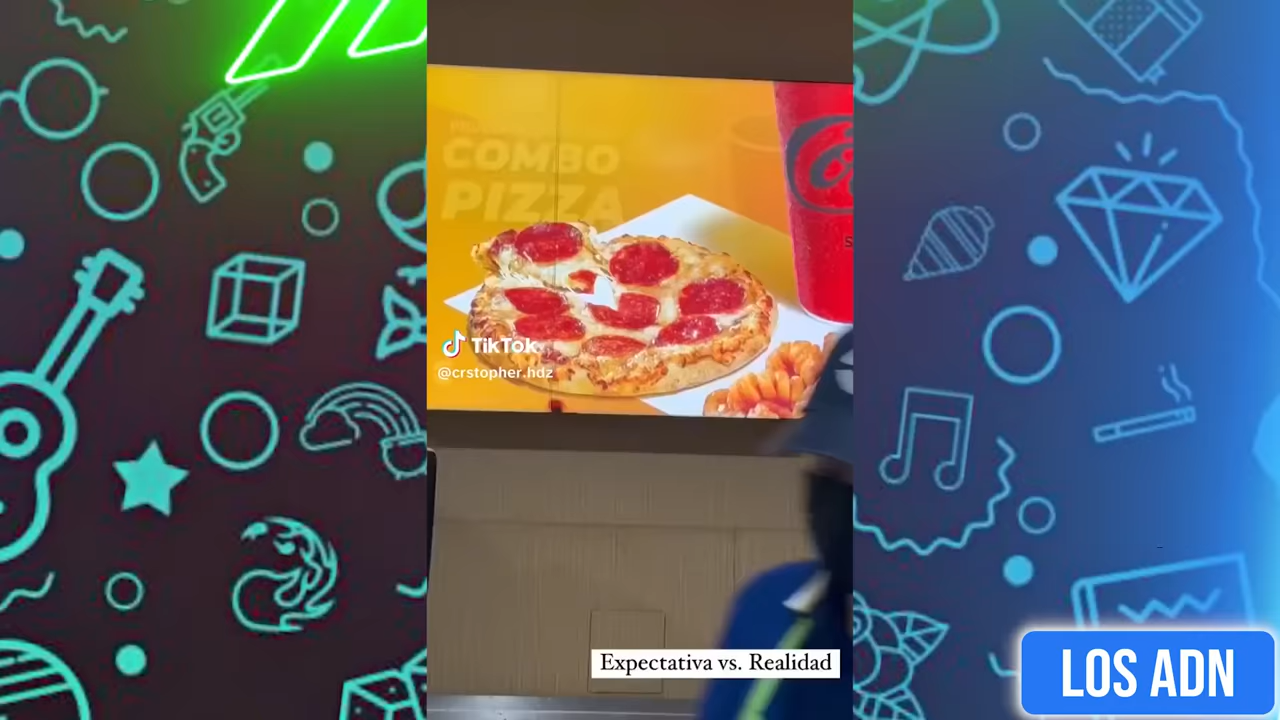 COMBO
PIZZA
TikTok
@crstopher.hdz
Expectativa vs. Realidad
LOS ADN